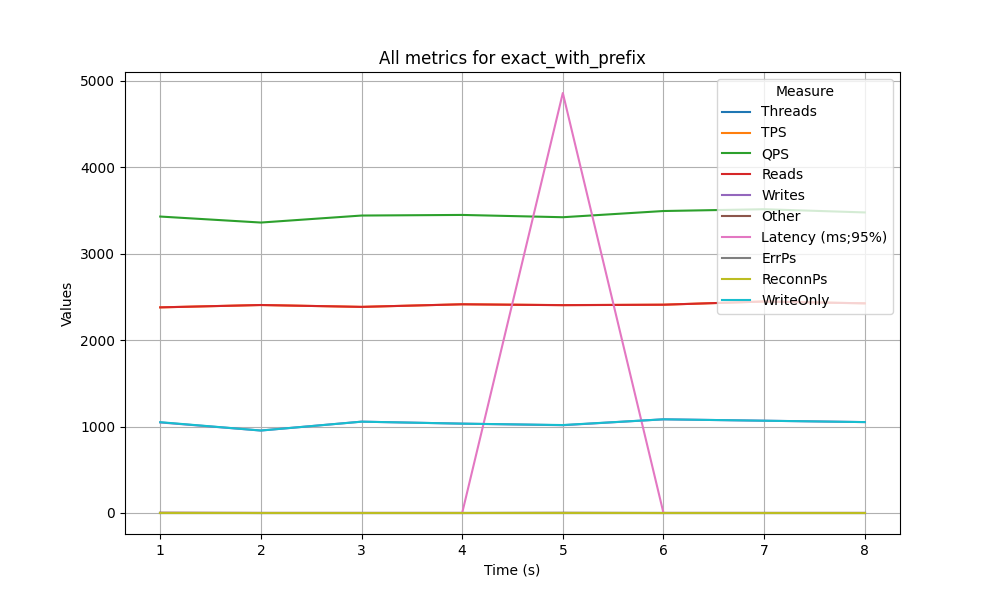 All metrics for exact_with_prefix
5000
4000
3000
2000
1000
0
Values
1 2 3 4 5 6 7 8
Time (s)
Measure
Threads
TPS
QPS
Reads
Writes
Other
Latency (ms;95%)
ErrPs
ReconnPs
WriteOnly